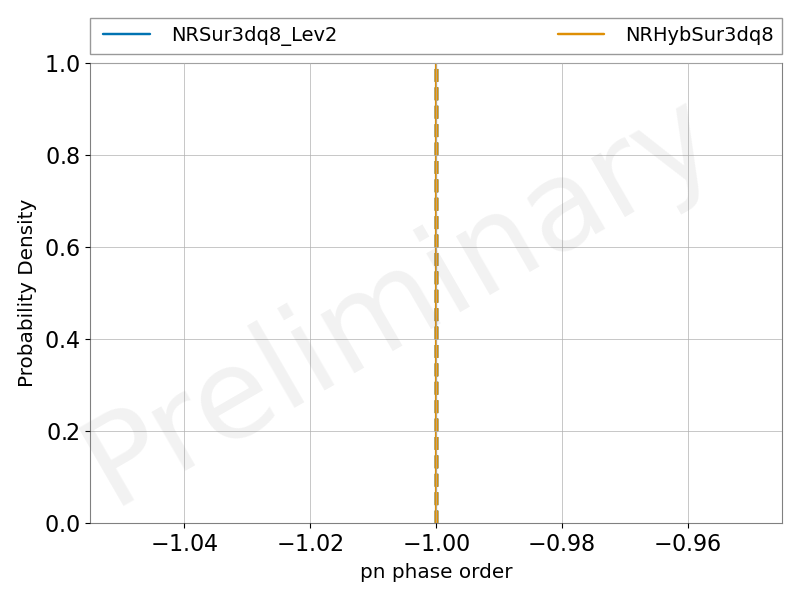 NRSur3dq8_Lev2 NRHybSur3dq8
1.0
0.8
0.6
0.4
0.2
0.0
Probability Density
Preliminary
−1.04 −1.02 −1.00 −0.98 −0.96
pn phase order